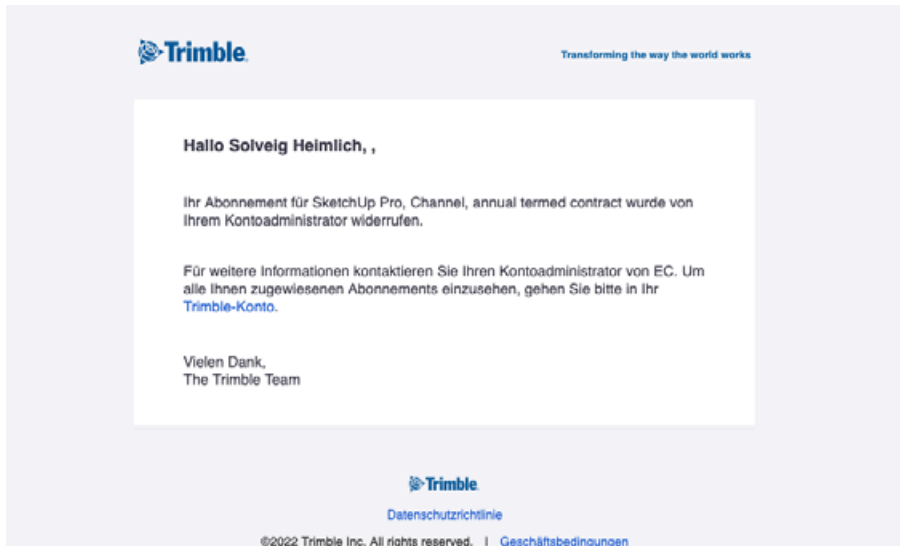 Trimble.
Transforming the way the world works
Hallo Solveig Heimlich, ,
Ihr Abonnement für SketchUp Pro, Channel, annual termed contract wurde von
Ihrem Kontoadministrator widerrufen.
Für weitere Informationen kontaktieren Sie Ihren Kontoadministrator von EC. Um
alle Ihnen zugewiesenen Abonnements einzusehen, gehen Sie bitte in Ihr
Trimble-Konto.
Vielen Dank,
The Trimble Team
Trimble.
Datenschutzrichtlinie
©2022 Trimble Inc. All rights reserved. | Geschäftsbedingungen